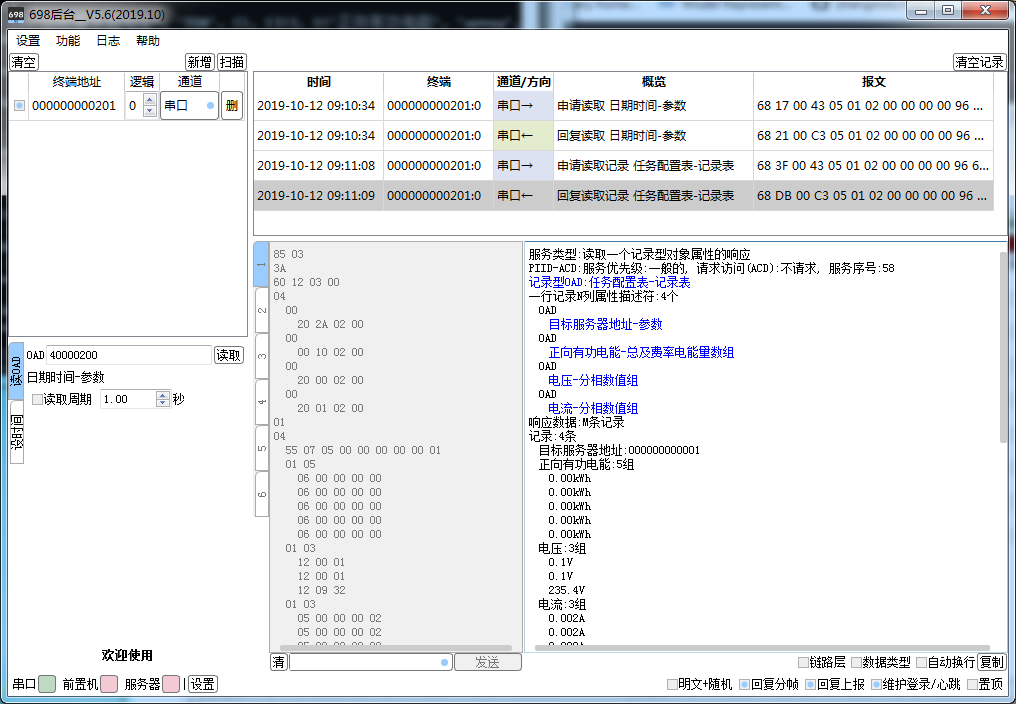 698后台__V5.6(2019.10)
设置 功能 日志 帮助
清空 新增 扫描 清空记录
终端地址 逻辑 通道
000000000201 0 串口 删
时间 终端 通道/方向 概览 报文
2019-10-12 09:10:34 000000000201:0 串口→ 申请读取 日期时间-参数 68 17 00 43 05 01 02 00 00 00 00 96 ...
2019-10-12 09:10:34 000000000201:0 串口← 回复读取 日期时间-参数 68 21 00 C3 05 01 02 00 00 00 00 96 ...
2019-10-12 09:11:08 000000000201:0 串口→ 申请读取记录 任务配置表-记录表 68 3F 00 43 05 01 02 00 00 00 00 96 6...
2019-10-12 09:11:09 000000000201:0 串口← 回复读取记录 任务配置表-记录表 68 DB 00 C3 05 01 02 00 00 00 00 96 ...
读OAD
设时间
OAD 40000200 读取
日期时间-参数
读取周期 1.00 秒
欢迎使用
串口 前置机 服务器 | 设置
1
2
3
4
5
6
85 03
3A
60 12 03 00
04
00
20 2A 02 00
00
00 10 02 00
00
20 00 02 00
00
20 01 02 00
01
04
55 07 05 00 00 00 00 00 01
01 05
06 00 00 00 00
06 00 00 00 00
06 00 00 00 00
06 00 00 00 00
06 00 00 00 00
01 03
12 00 01
12 00 01
12 09 32
01 03
05 00 00 00 02
05 00 00 00 02
清 发送
服务类型:读取一个记录型对象属性的响应
PIID-ACD:服务优先级:一般的, 请求访问(ACD):不请求, 服务序号:58
记录型OAD:任务配置表-记录表
一行记录N列属性描述符:4个
OAD
目标服务器地址-参数
OAD
正向有功电能-总及费率电能量数组
OAD
电压-分相数值组
OAD
电流-分相数值组
响应数据:M条记录
记录:4条
目标服务器地址:000000000001
正向有功电能:5组
0.00kWh
0.00kWh
0.00kWh
0.00kWh
0.00kWh
电压:3组
0.1V
0.1V
235.4V
电流:3组
0.002A
0.002A
链路层 数据类型 自动换行 复制
明文+随机 回复分帧 回复上报 维护登录/心跳 置顶